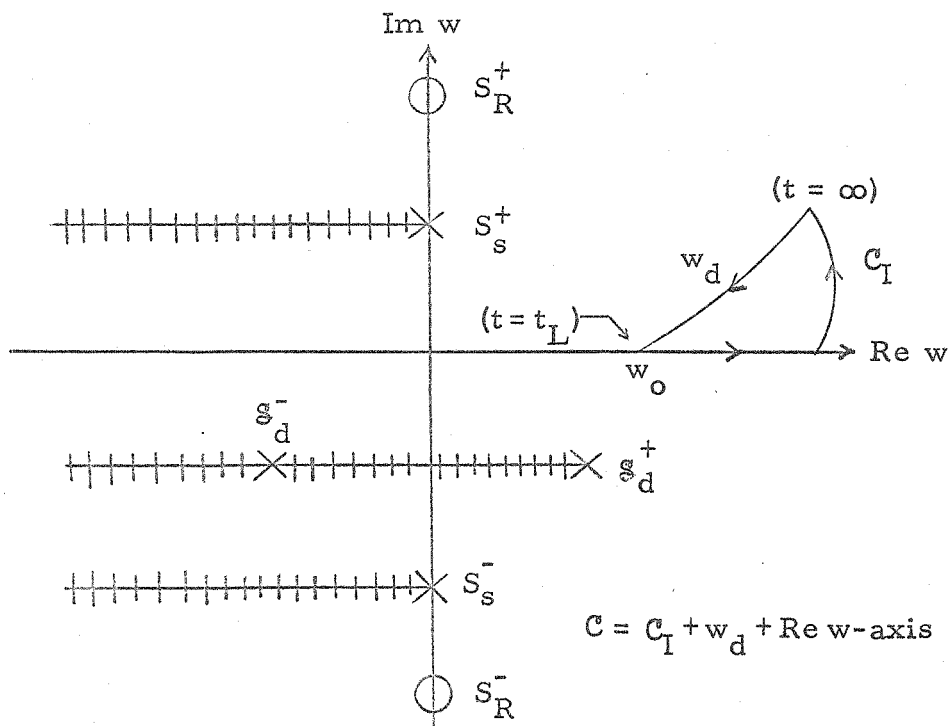 Im w
S_R^+
(t = ∞)
S_s^+
w_d
C_I
(t = t_L)
Re w
w_o
𝓈_d^-
𝓈_d^+
S_s^-
C = C_I + w_d + Re w-axis
S_R^-